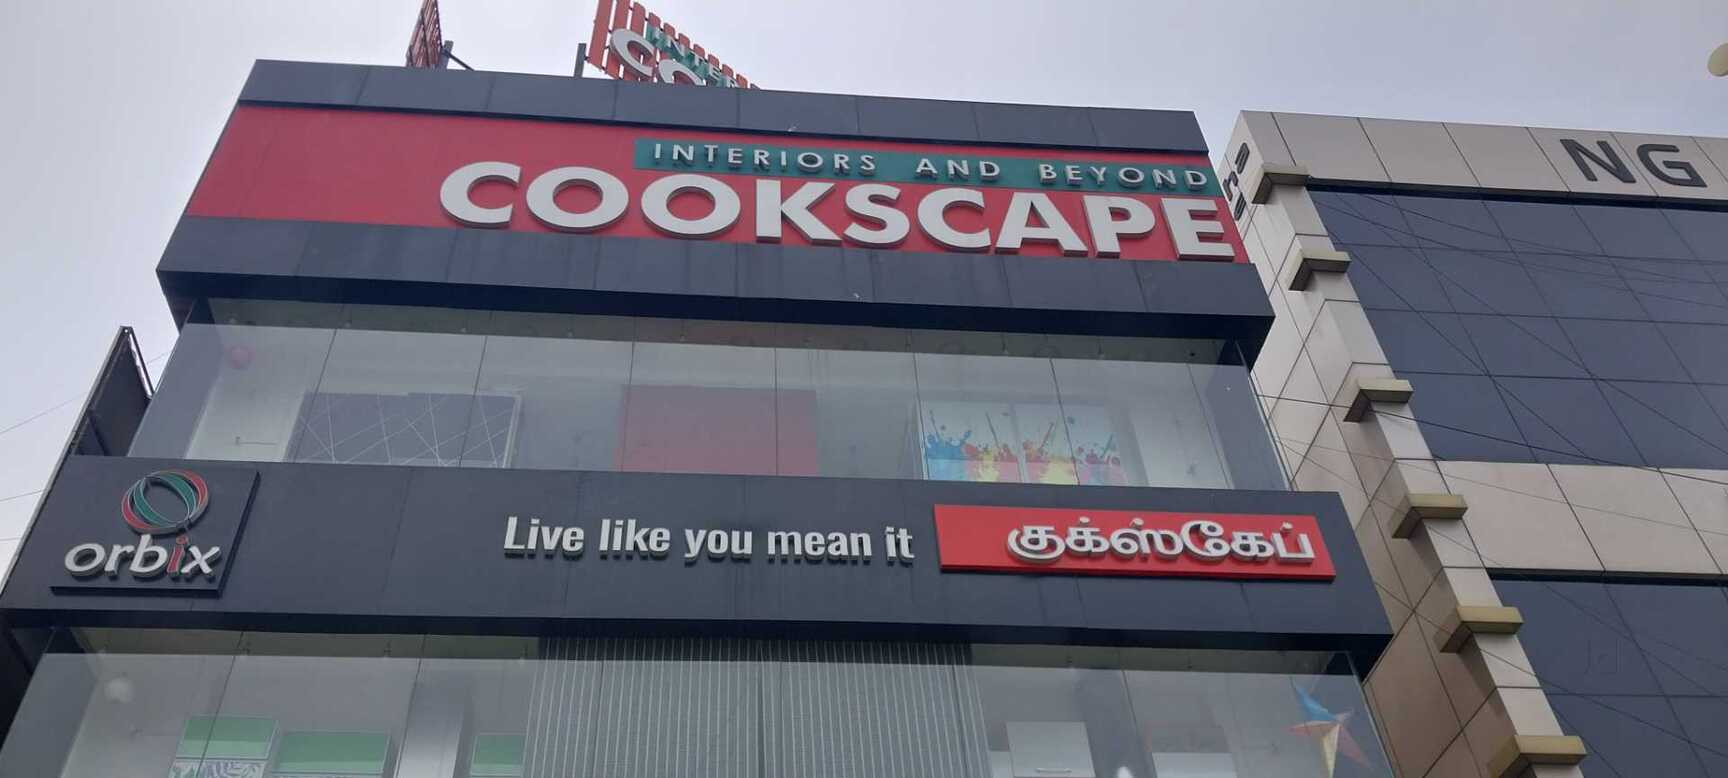 INTERIORS AND BEYOND
COOKSCAPE
NG
orbix
Live like you mean it
குக்ஸ்கேப்